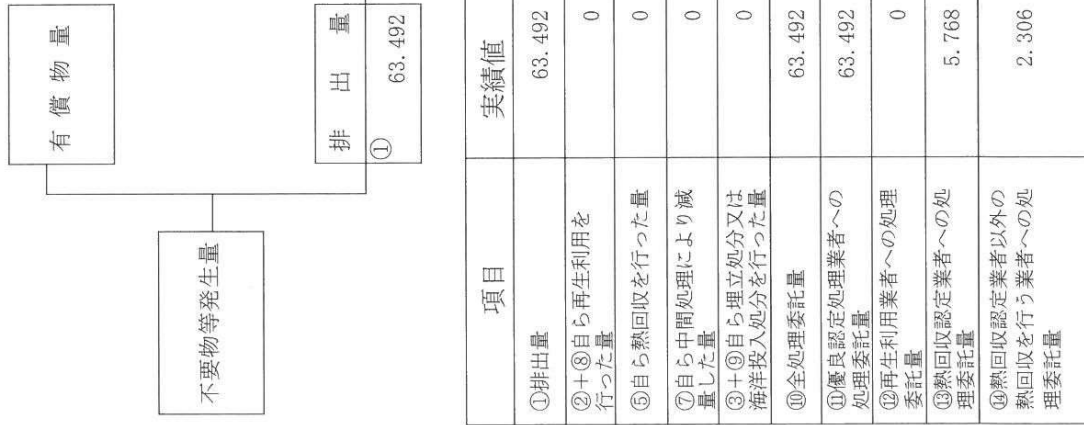 不要物等発生量
有償物量
排出量
①
63.492
項目
実績値
①排出量
63.492
②+⑧自ら再生利用を
行った量
0
⑤自ら熱回収を行った量
0
⑦自ら中間処理により減
量した量
0
③+⑨自ら埋立処分又は
海洋投入処分を行った量
0
⑩全処理委託量
63.492
⑪優良認定処理業者への
処理委託量
63.492
⑫再生利用業者への処理
委託量
0
⑬熱回収認定業者への処
理委託量
5.768
⑭熱回収認定業者以外の
熱回収を行う業者への処
理委託量
2.306